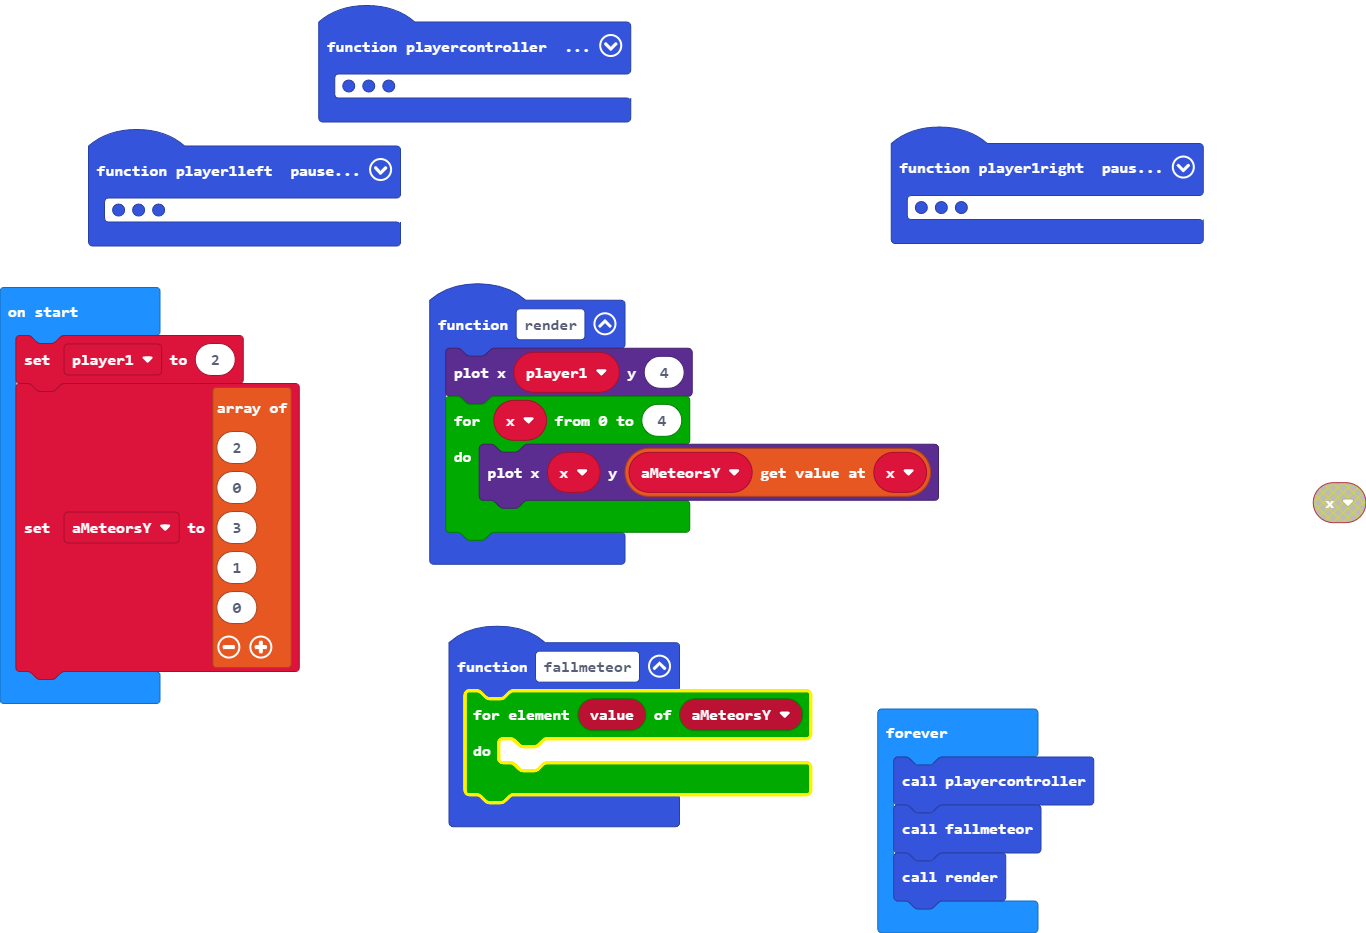 function playercontroller ...
function player1left pause...
function player1right paus...
on start
set player1 to 2
set aMeteorsY to array of
2
0
3
1
0
function render
plot x player1 y 4
for x from 0 to 4
do
plot x x y aMeteorsY get value at x
x
function fallmeteor
for element value of aMeteorsY
do
forever
call playercontroller
call fallmeteor
call render